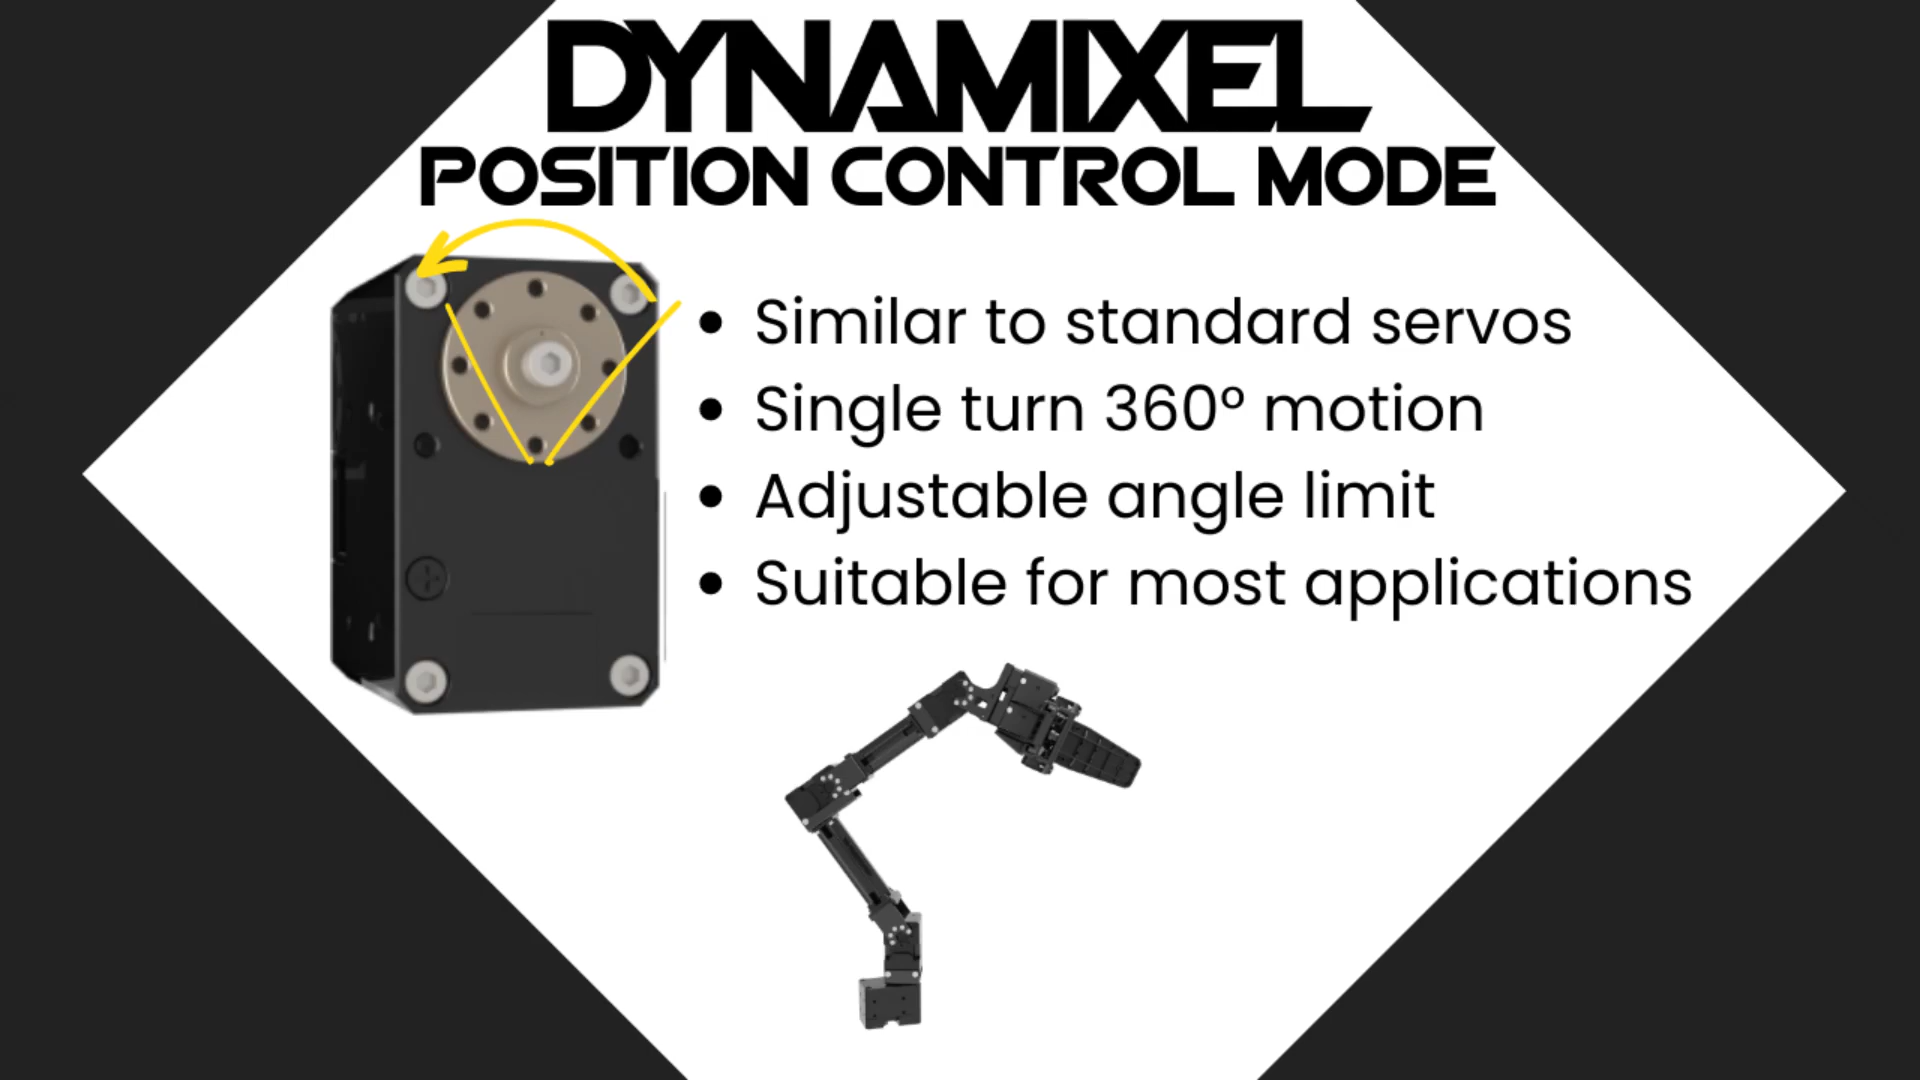 DYNAMIXEL
POSITION CONTROL MODE
• Similar to standard servos
• Single turn 360° motion
• Adjustable angle limit
• Suitable for most applications